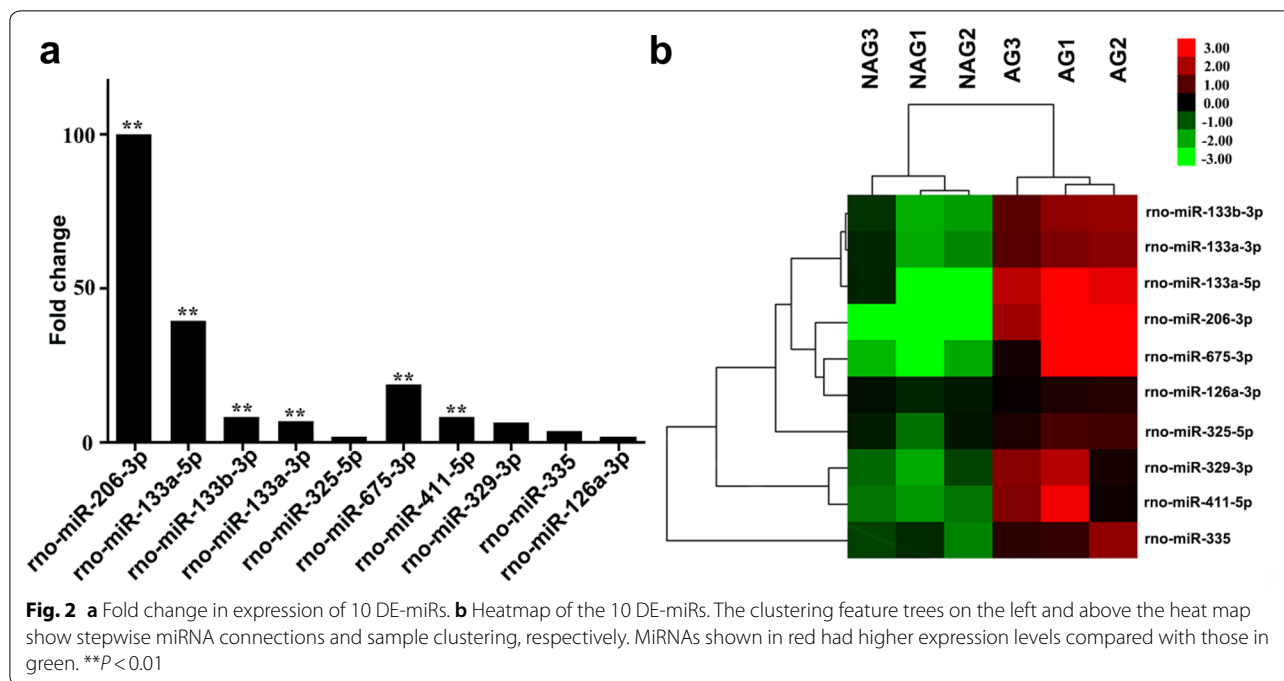 a
100
50
0
Fold change
**
**
**
**
**
**
rno-miR-206-3p
rno-miR-133a-5p
rno-miR-133b-3p
rno-miR-133a-3p
rno-miR-325-5p
rno-miR-675-3p
rno-miR-411-5p
rno-miR-329-3p
rno-miR-335
rno-miR-126a-3p
b
NAG3
NAG1
NAG2
AG3
AG1
AG2
3.00
2.00
1.00
0.00
-1.00
-2.00
-3.00
rno-miR-133b-3p
rno-miR-133a-3p
rno-miR-133a-5p
rno-miR-206-3p
rno-miR-675-3p
rno-miR-126a-3p
rno-miR-325-5p
rno-miR-329-3p
rno-miR-411-5p
rno-miR-335
Fig. 2 a Fold change in expression of 10 DE-miRs. b Heatmap of the 10 DE-miRs. The clustering feature trees on the left and above the heat map
show stepwise miRNA connections and sample clustering, respectively. MiRNAs shown in red had higher expression levels compared with those in
green. **P < 0.01